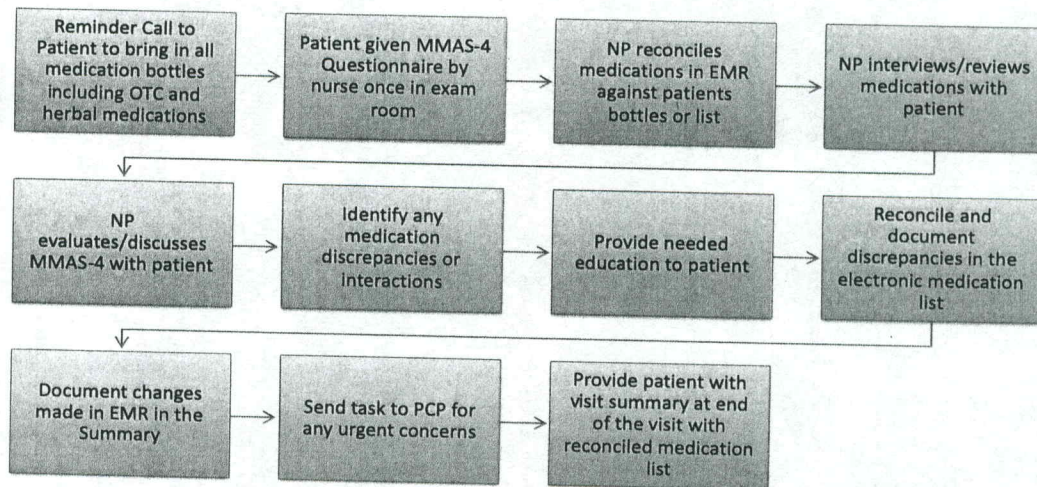 Reminder Call to
Patient to bring in all
medication bottles
including OTC and
herbal medications
Patient given MMAS-4
Questionnaire by
nurse once in exam
room
NP reconciles
medications in EMR
against patients
bottles or list
NP interviews/reviews
medications with
patient
NP
evaluates/discusses
MMAS-4 with patient
Identify any
medication
discrepancies or
interactions
Provide needed
education to patient
Reconcile and
document
discrepancies in the
electronic medication
list
Document changes
made in EMR in the
Summary
Send task to PCP for
any urgent concerns
Provide patient with
visit summary at end
of the visit with
reconciled medication
list